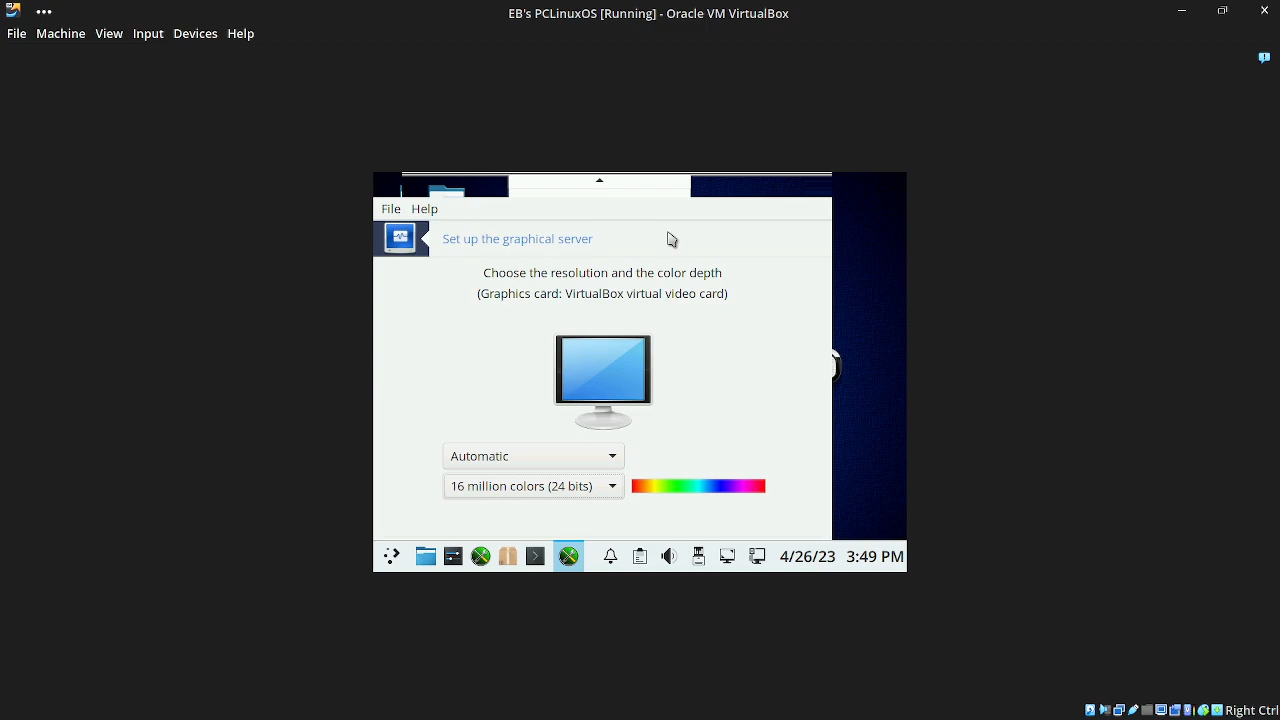 EB's PCLinuxOS [Running] - Oracle VM VirtualBox
File Machine View Input Devices Help
File Help
Set up the graphical server
Choose the resolution and the color depth
(Graphics card: VirtualBox virtual video card)
Automatic
16 million colors (24 bits)
4/26/23 3:49 PM
Right Ctrl